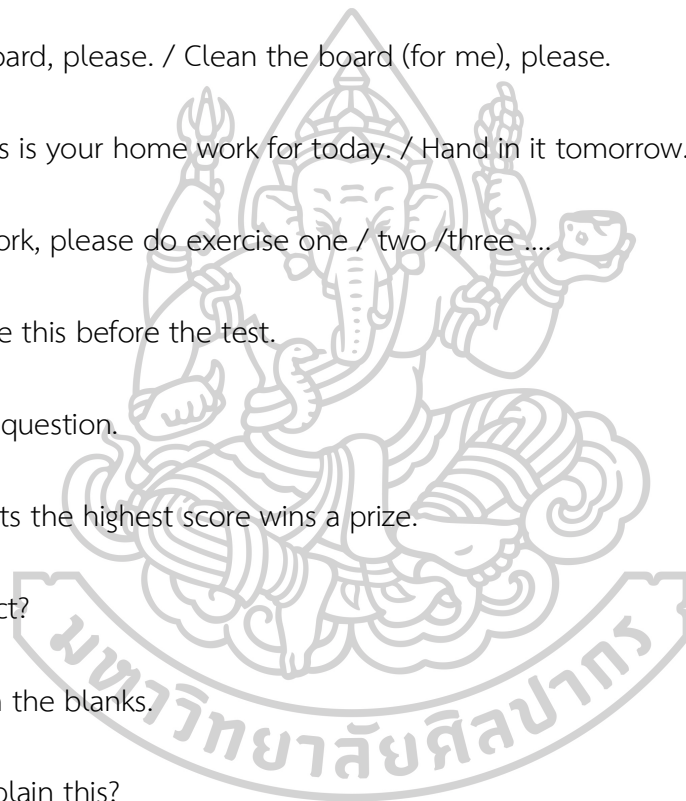 oard, please. / Clean the board (for me), please.
s is your home work for today. / Hand in it tomorrow.
ork, please do exercise one / two /three ....
e this before the test.
question.
ts the highest score wins a prize.
ct?
the blanks.
plain this?
มหาวิทยาลัยศิลปากร